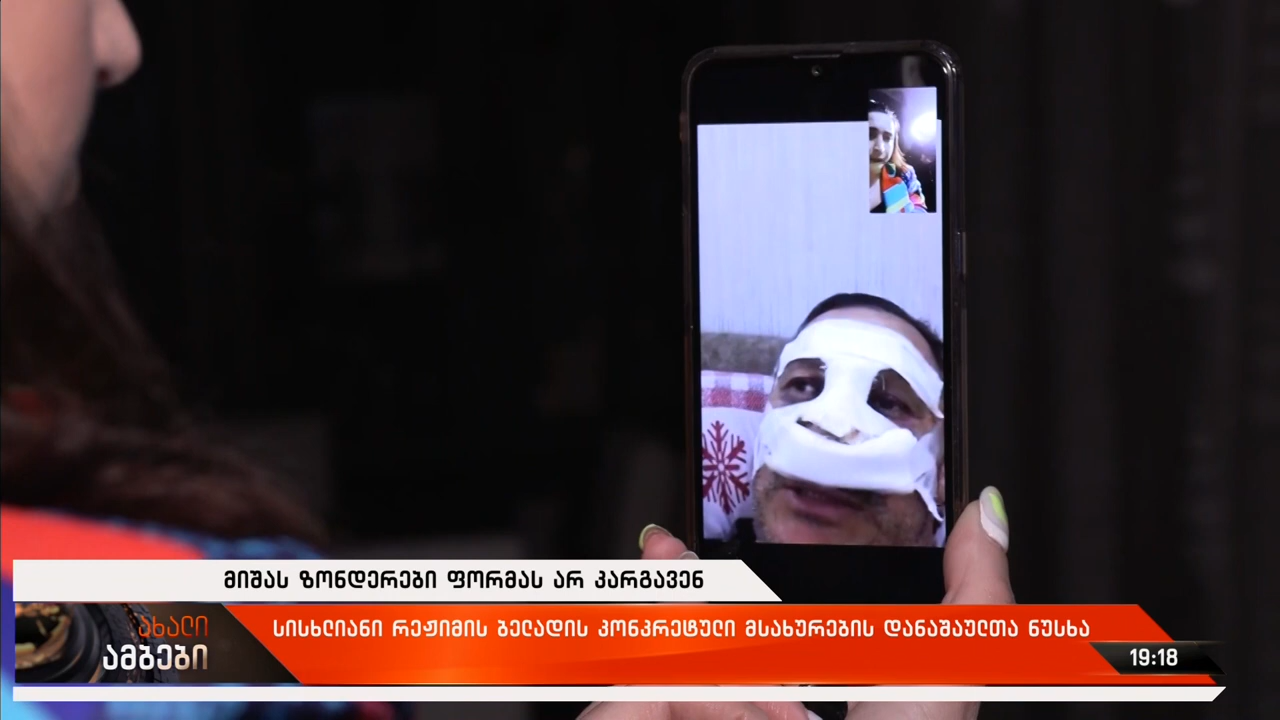 მიშას ზონდერები ფორმას არ კარგავენ
სისხლიანი რეჟიმის ბელადის კონკრეტული მსახურების დანაშაულთა ნუსხა
ახალი
ამბები
19:18